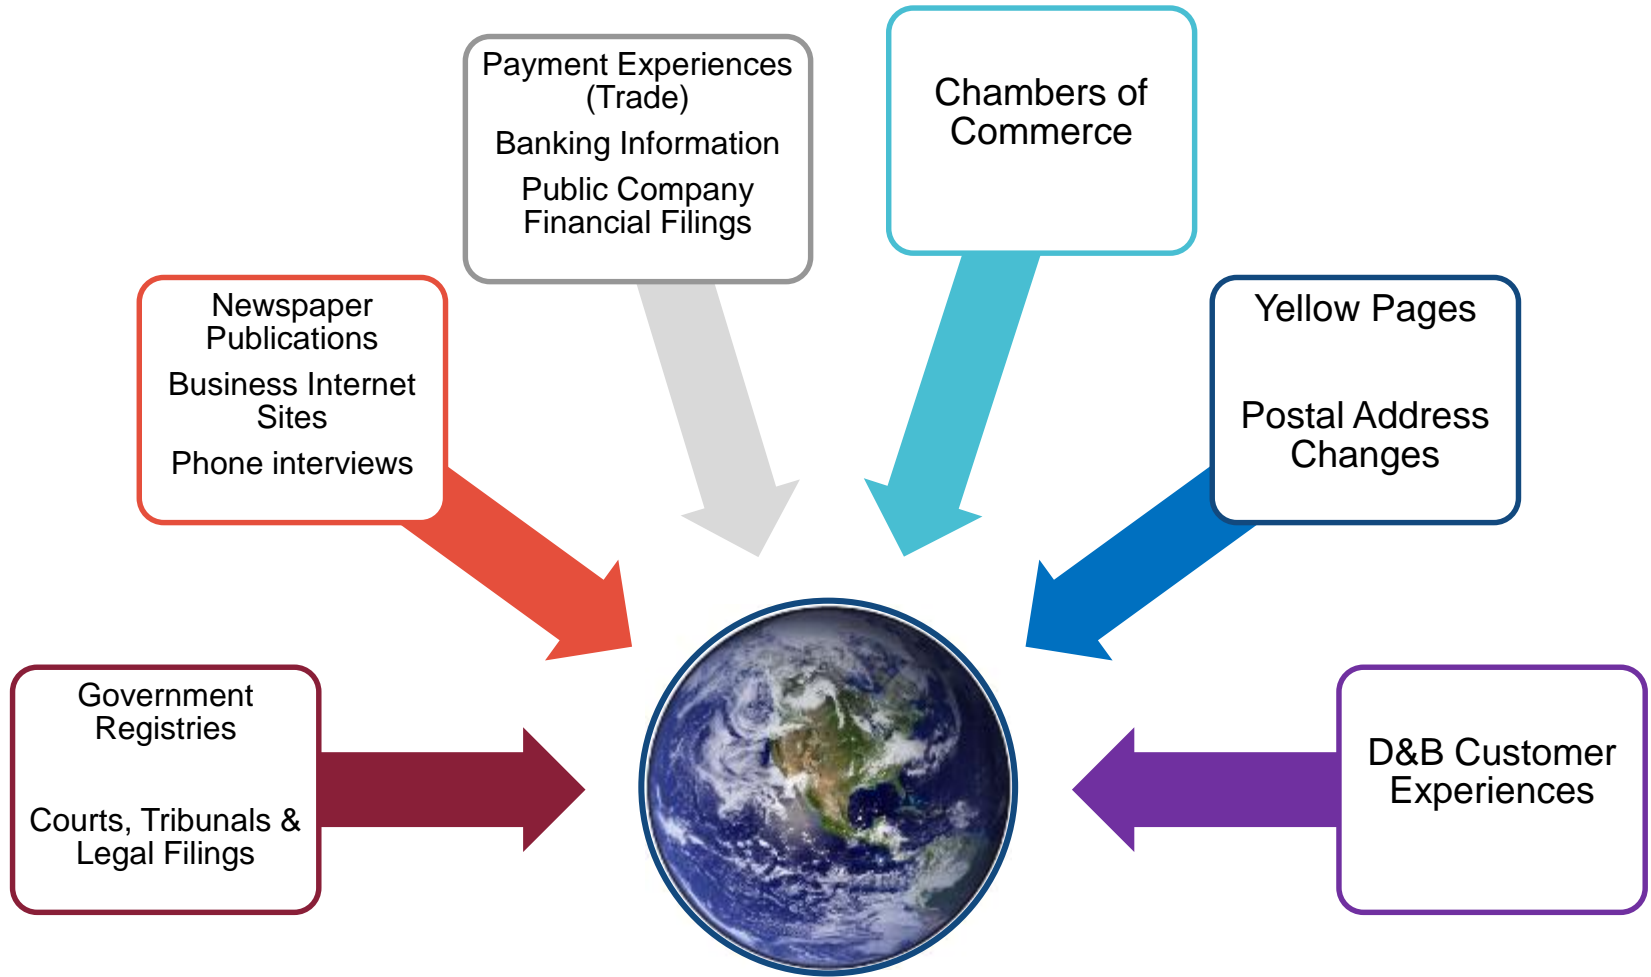 Payment Experiences
(Trade)
Banking Information
Public Company
Financial Filings
Chambers of
Commerce
Newspaper
Publications
Business Internet
Sites
Phone interviews
Yellow Pages
Postal Address
Changes
Government
Registries
Courts, Tribunals &
Legal Filings
D&B Customer
Experiences